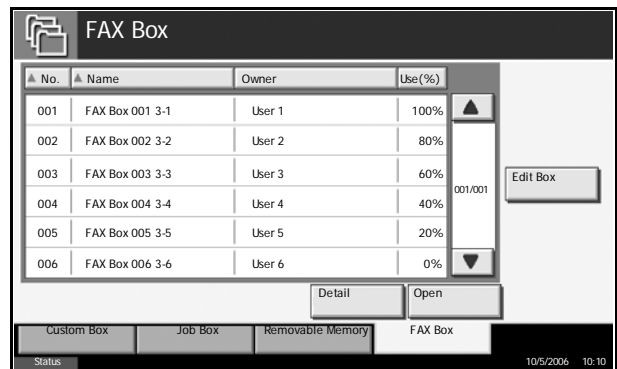 FAX Box
No. Name Owner Use(%)
001 FAX Box 001 3-1 User 1 100%
002 FAX Box 002 3-2 User 2 80%
003 FAX Box 003 3-3 User 3 60%
001/001
Edit Box
004 FAX Box 004 3-4 User 4 40%
005 FAX Box 005 3-5 User 5 20%
006 FAX Box 006 3-6 User 6 0%
Detail Open
Custom Box Job Box Removable Memory FAX Box
Status 10/5/2006 10:10